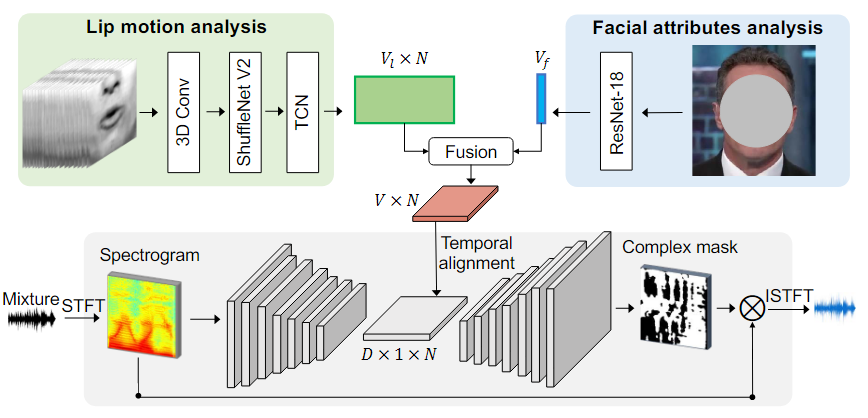 Lip motion analysis
Facial attributes analysis
3D Conv
ShuffleNet V2
TCN
V_l × N
V_f
ResNet-18
Fusion
V × N
Temporal
alignment
Spectrogram
Complex mask
Mixture
STFT
D × 1 × N
ISTFT